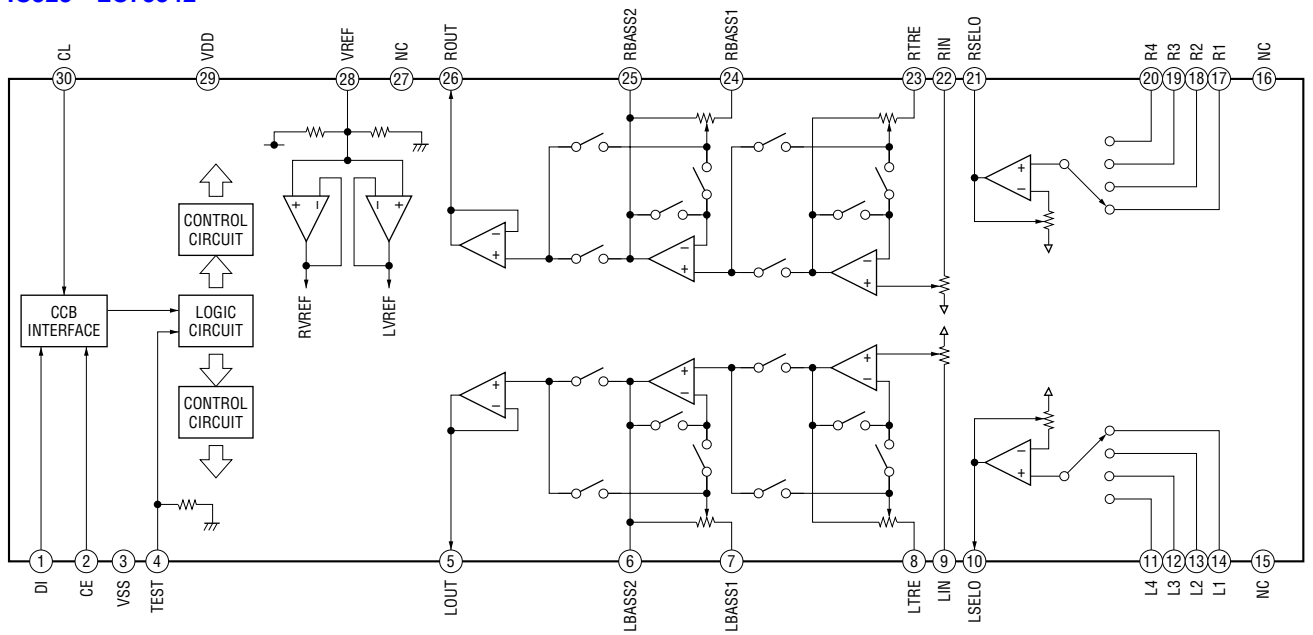 CL
VDD
VREF
NC
ROUT
RBASS2
RBASS1
RTRE
RIN
RSELO
R4
R3
R2
R1
NC
30
29
28
27
26
25
24
23
22
21
20
19
18
17
16
CONTROL
CIRCUIT
CCB
INTERFACE
LOGIC
CIRCUIT
CONTROL
CIRCUIT
+
−
−
+
RVREF
LVREF
−
+
−
+
−
+
+
−
+
−
+
−
+
−
−
+
1
2
3
4
5
6
7
8
9
10
11
12
13
14
15
DI
CE
VSS
TEST
LOUT
LBASS2
LBASS1
LTRE
LIN
LSELO
L4
L3
L2
L1
NC